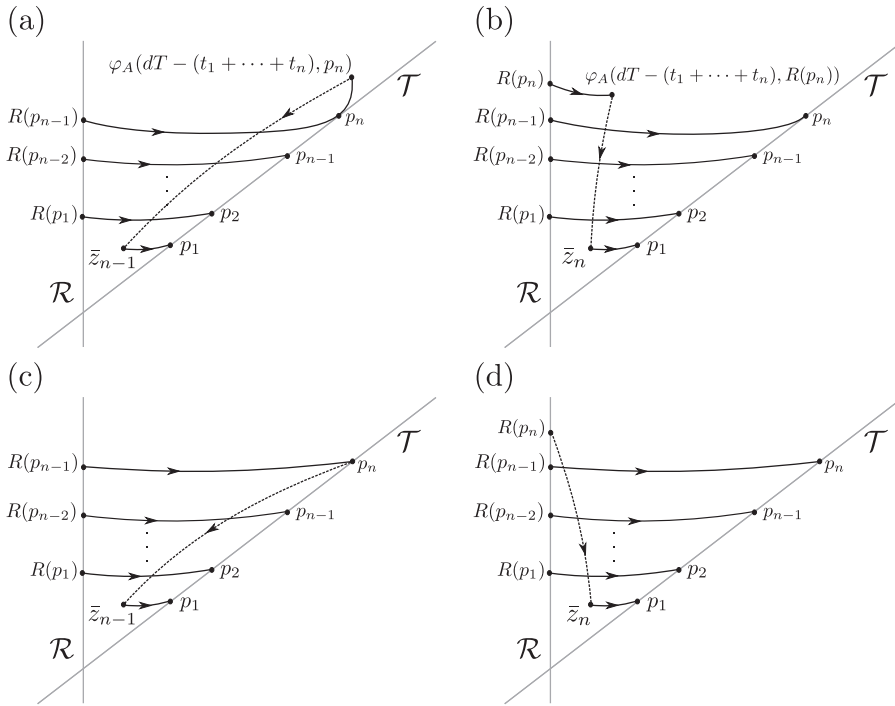 (a)
φ_A(dT − (t_1 + ⋯ + t_n), p_n)
𝒯
R(p_{n−1})
p_n
R(p_{n−2})
p_{n−1}
R(p_1)
p_2
z̄_{n−1}
p_1
ℛ
(b)
R(p_n)
φ_A(dT − (t_1 + ⋯ + t_n), R(p_n))
𝒯
R(p_{n−1})
p_n
R(p_{n−2})
p_{n−1}
R(p_1)
p_2
z̄_n
p_1
ℛ
(c)
𝒯
R(p_{n−1})
p_n
R(p_{n−2})
p_{n−1}
R(p_1)
p_2
z̄_{n−1}
p_1
ℛ
(d)
R(p_n)
𝒯
R(p_{n−1})
p_n
R(p_{n−2})
p_{n−1}
R(p_1)
p_2
z̄_n
p_1
ℛ